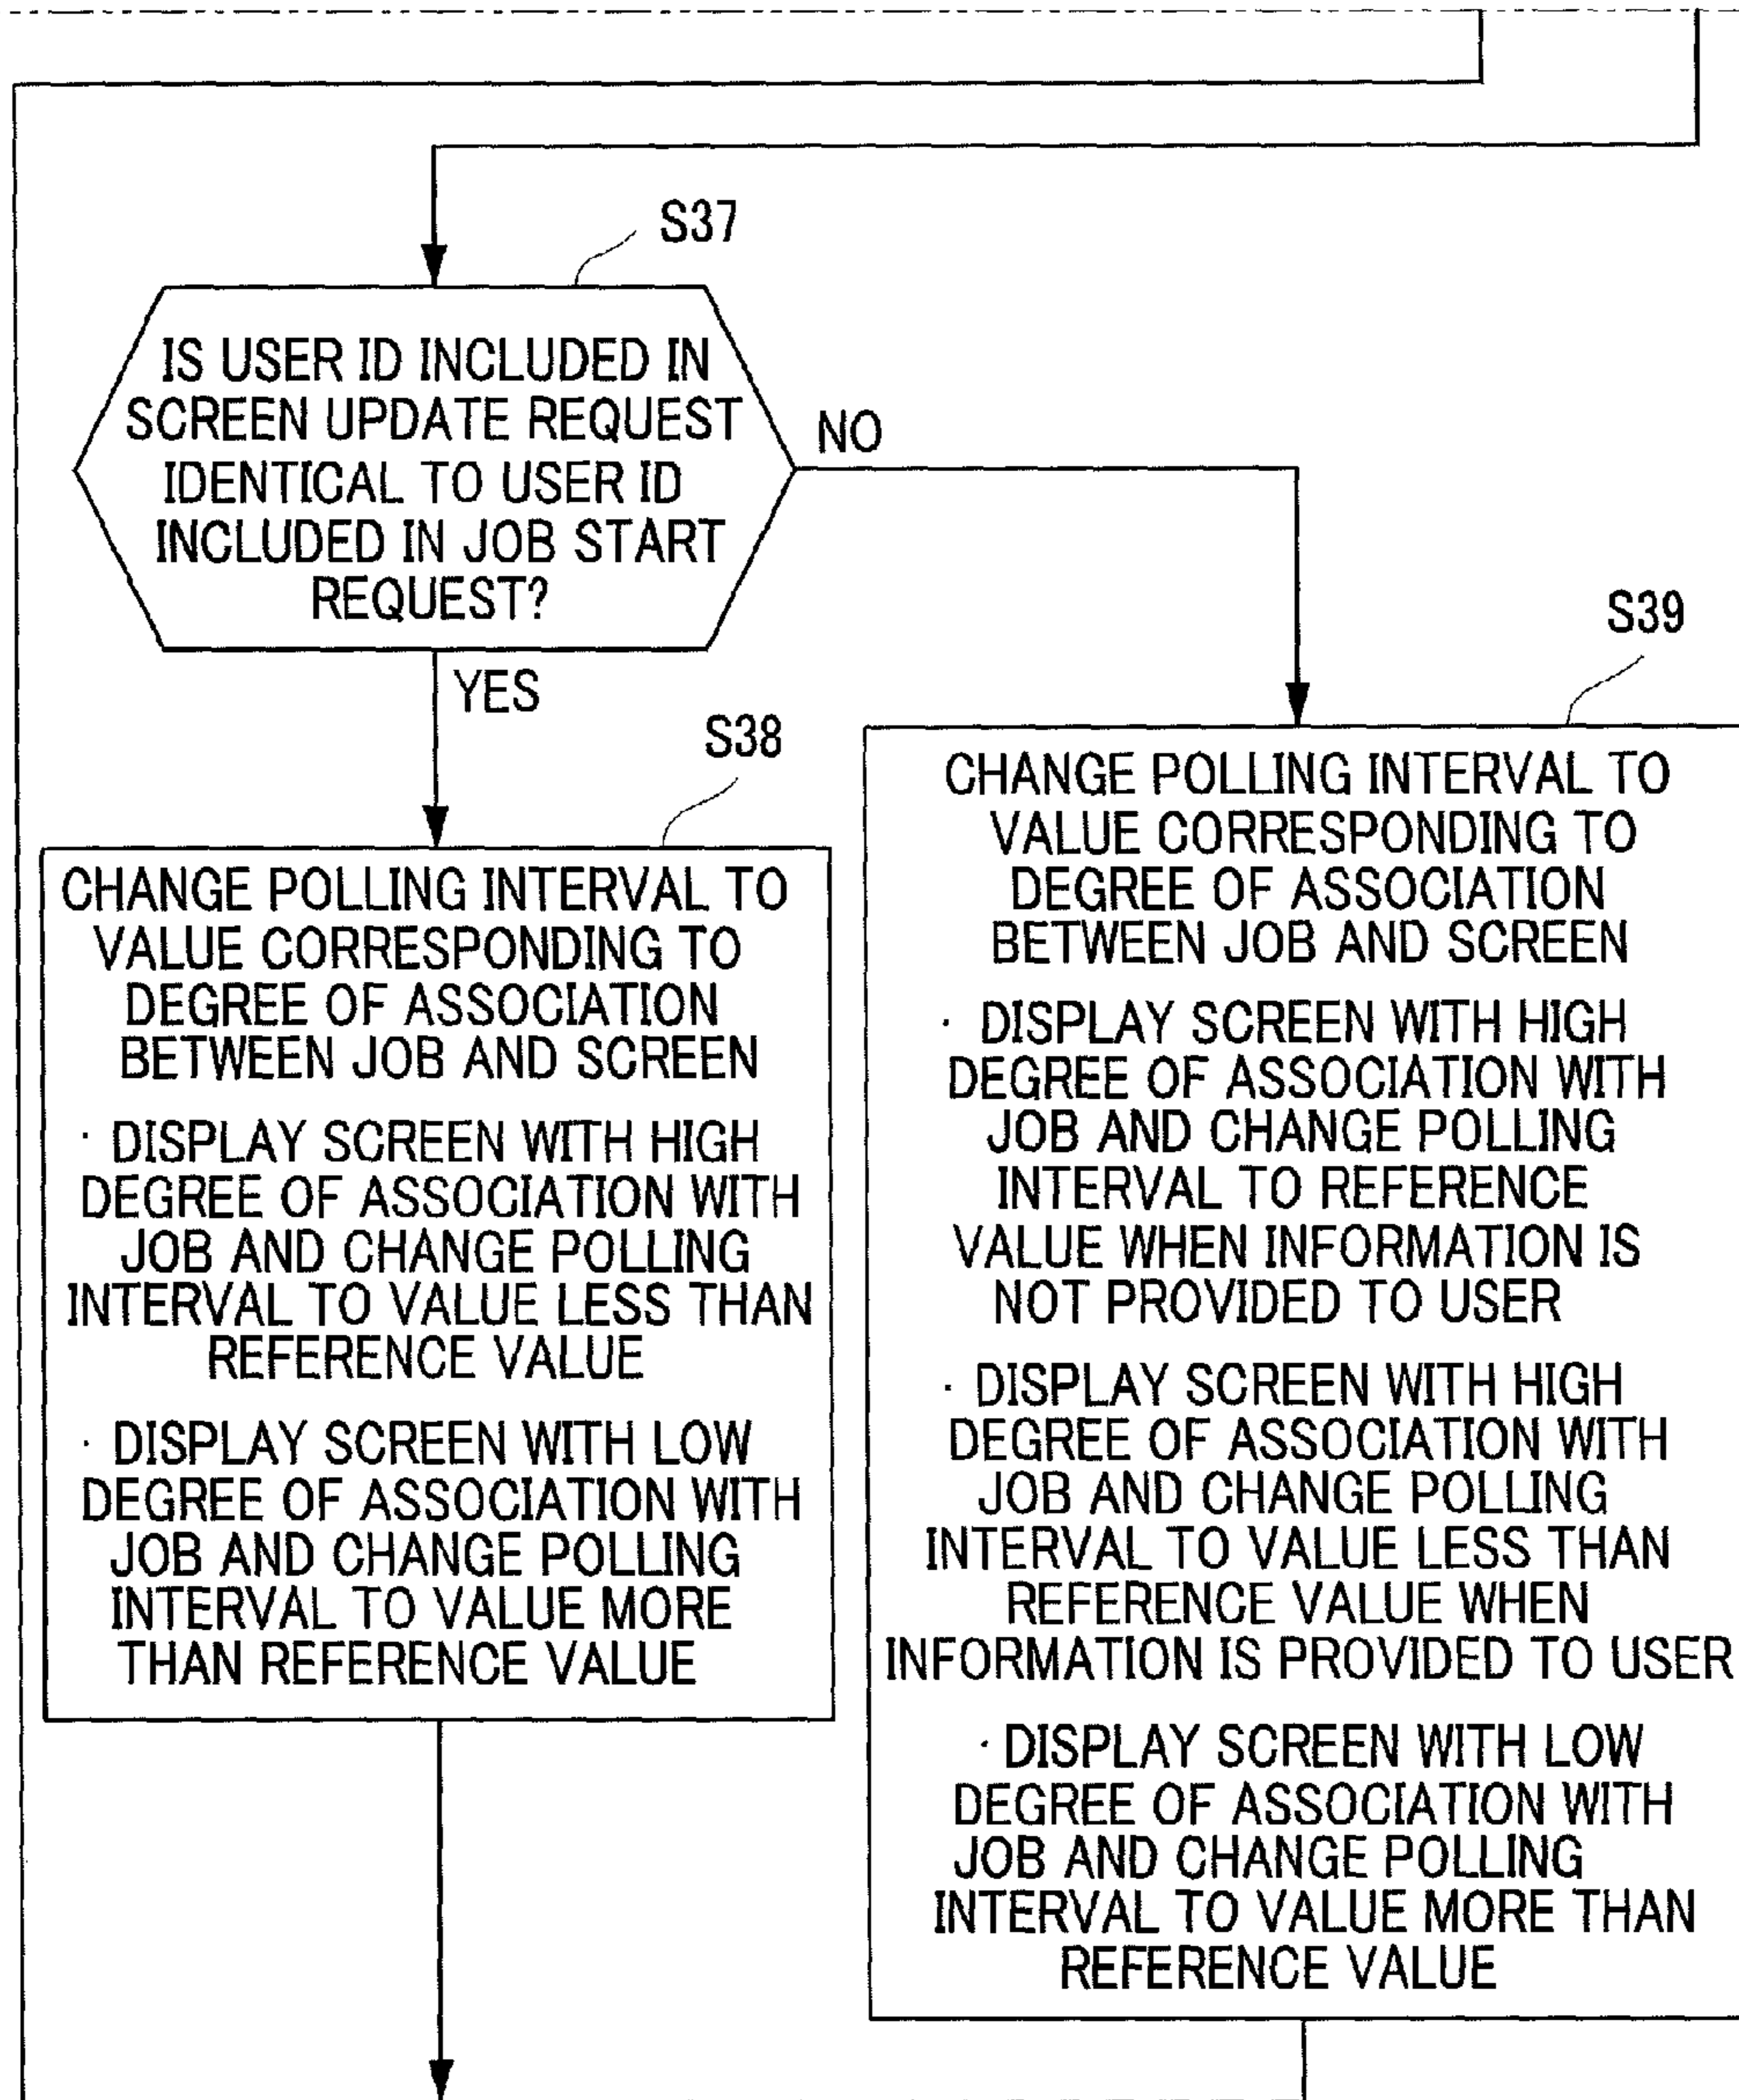 S37
IS USER ID INCLUDED IN
SCREEN UPDATE REQUEST
IDENTICAL TO USER ID
INCLUDED IN JOB START
REQUEST?
NO
YES
S38
CHANGE POLLING INTERVAL TO
VALUE CORRESPONDING TO
DEGREE OF ASSOCIATION
BETWEEN JOB AND SCREEN
· DISPLAY SCREEN WITH HIGH
DEGREE OF ASSOCIATION WITH
JOB AND CHANGE POLLING
INTERVAL TO VALUE LESS THAN
REFERENCE VALUE
· DISPLAY SCREEN WITH LOW
DEGREE OF ASSOCIATION WITH
JOB AND CHANGE POLLING
INTERVAL TO VALUE MORE
THAN REFERENCE VALUE
S39
CHANGE POLLING INTERVAL TO
VALUE CORRESPONDING TO
DEGREE OF ASSOCIATION
BETWEEN JOB AND SCREEN
· DISPLAY SCREEN WITH HIGH
DEGREE OF ASSOCIATION WITH
JOB AND CHANGE POLLING
INTERVAL TO REFERENCE
VALUE WHEN INFORMATION IS
NOT PROVIDED TO USER
· DISPLAY SCREEN WITH HIGH
DEGREE OF ASSOCIATION WITH
JOB AND CHANGE POLLING
INTERVAL TO VALUE LESS THAN
REFERENCE VALUE WHEN
INFORMATION IS PROVIDED TO USER
· DISPLAY SCREEN WITH LOW
DEGREE OF ASSOCIATION WITH
JOB AND CHANGE POLLING
INTERVAL TO VALUE MORE THAN
REFERENCE VALUE